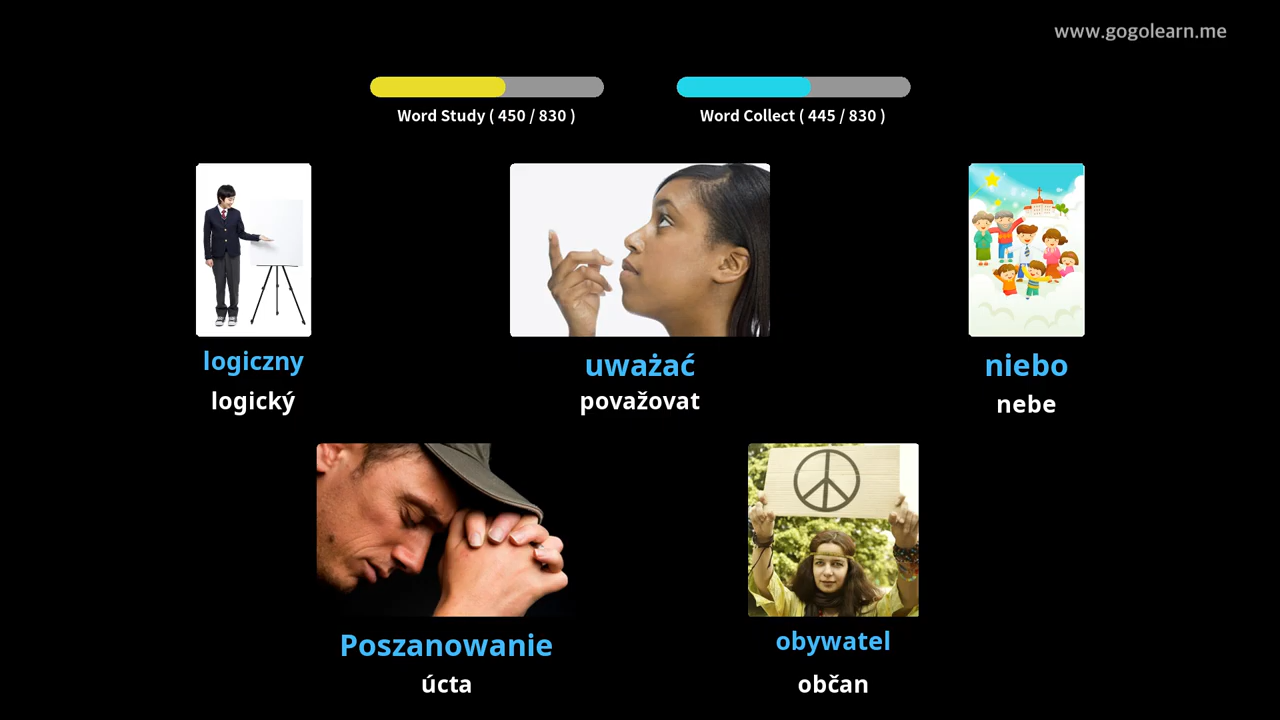 www.gogolearn.me
Word Study ( 450 / 830 )
Word Collect ( 445 / 830 )
logiczny
logický
uważać
považovat
niebo
nebe
Poszanowanie
úcta
obywatel
občan